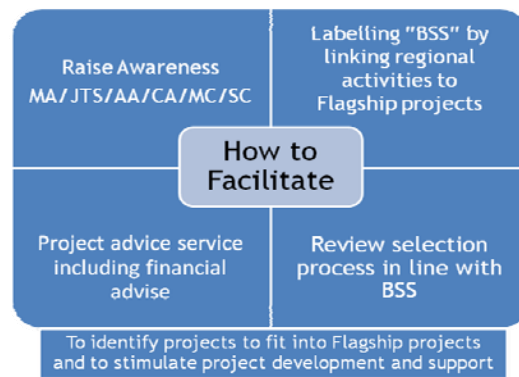 Raise Awareness
MA/JTS/AA/CA/MC/SC
Labelling "BSS" by
linking regional
activities to
Flagship projects
How to
Facilitate
Project advice service
including financial
advise
Review selection
process in line with
BSS
To identify projects to fit into Flagship projects
and to stimulate project development and support